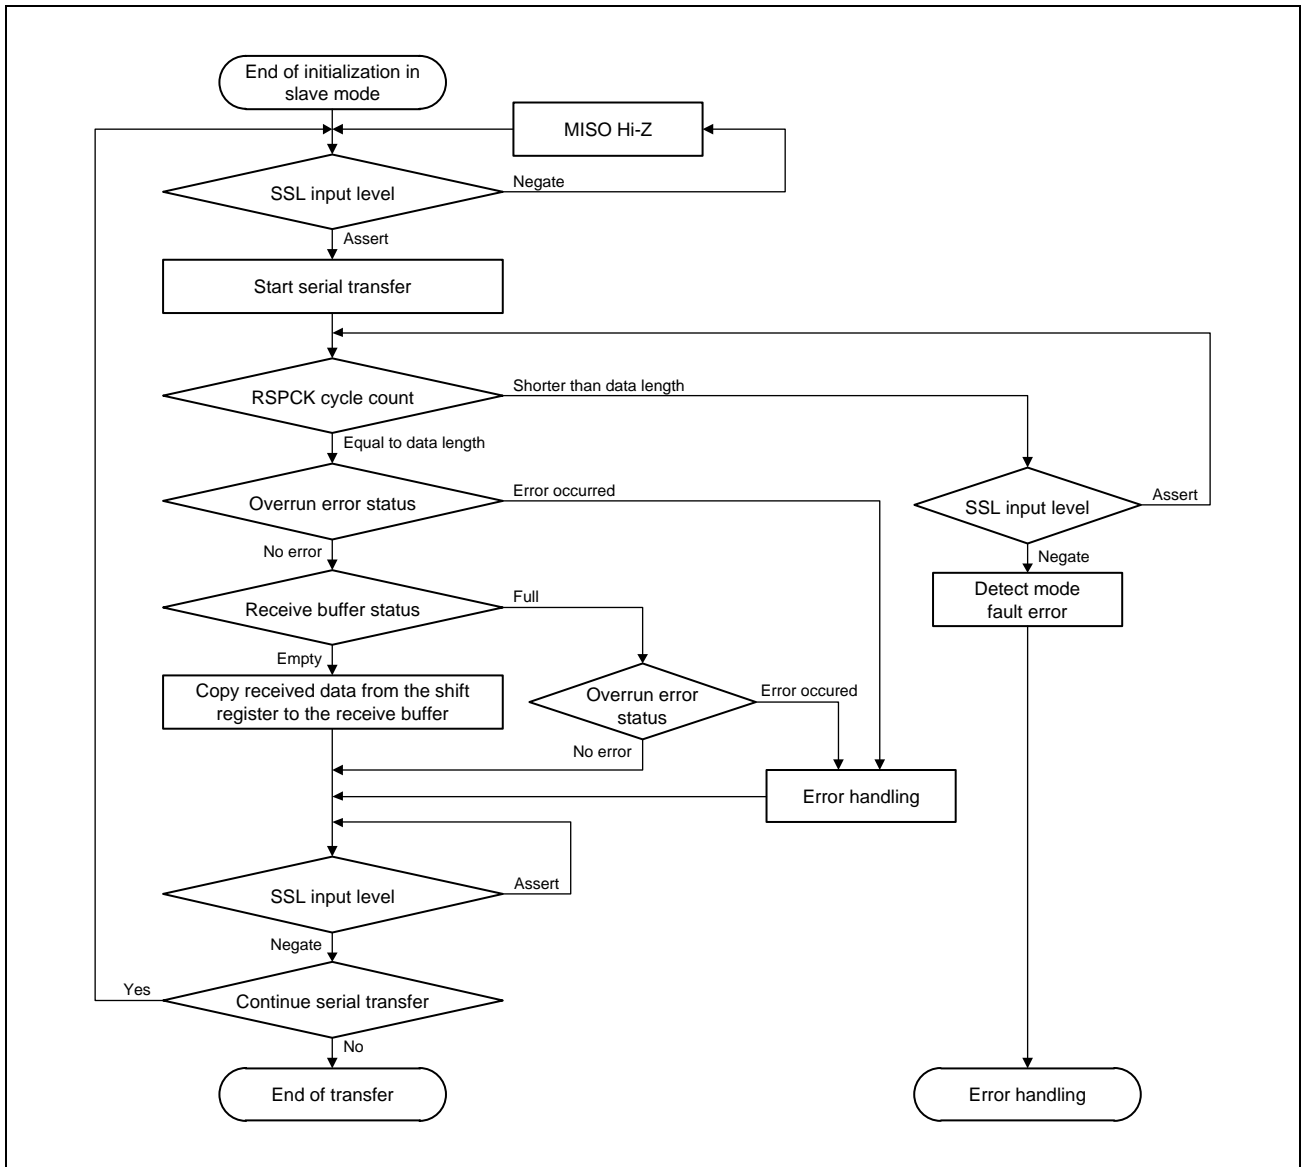 End of initialization in
slave mode
MISO Hi-Z
SSL input level
Negate
Assert
Start serial transfer
RSPCK cycle count
Shorter than data length
Equal to data length
Overrun error status
Error occurred
SSL input level
Assert
No error
Negate
Receive buffer status
Full
Detect mode
fault error
Empty
Copy received data from the shift
register to the receive buffer
Overrun error
status
Error occured
No error
Error handling
SSL input level
Assert
Negate
Yes
Continue serial transfer
No
End of transfer
Error handling